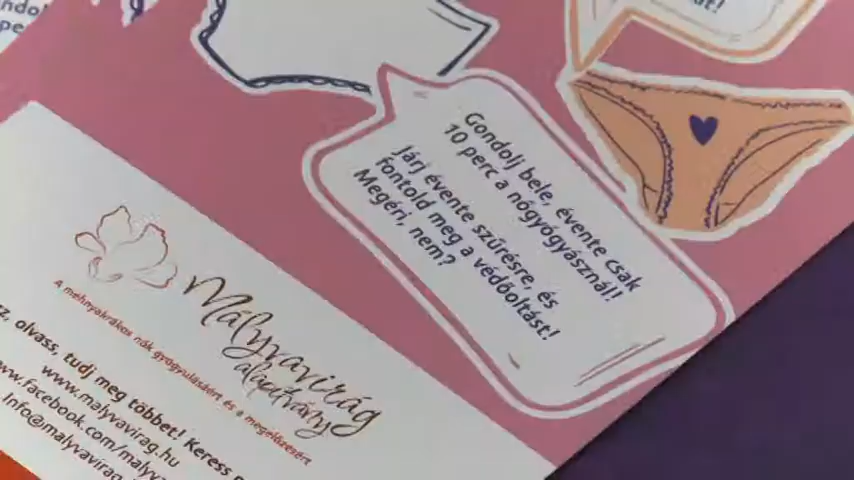 Gondolj bele, évente csak
10 perc a nőgyógyásznál!
Járj évente szűrésre, és
fontold meg a védőoltást!
Megéri, nem?
Mályvavirág
alapítvány
A méhnyakrákos nők gyógyulásáért és a megelőzésért
olvass, tudj meg többet! Keress
www.malyvavirag.hu
www.facebook.com/malyv
Info@malyvavirag